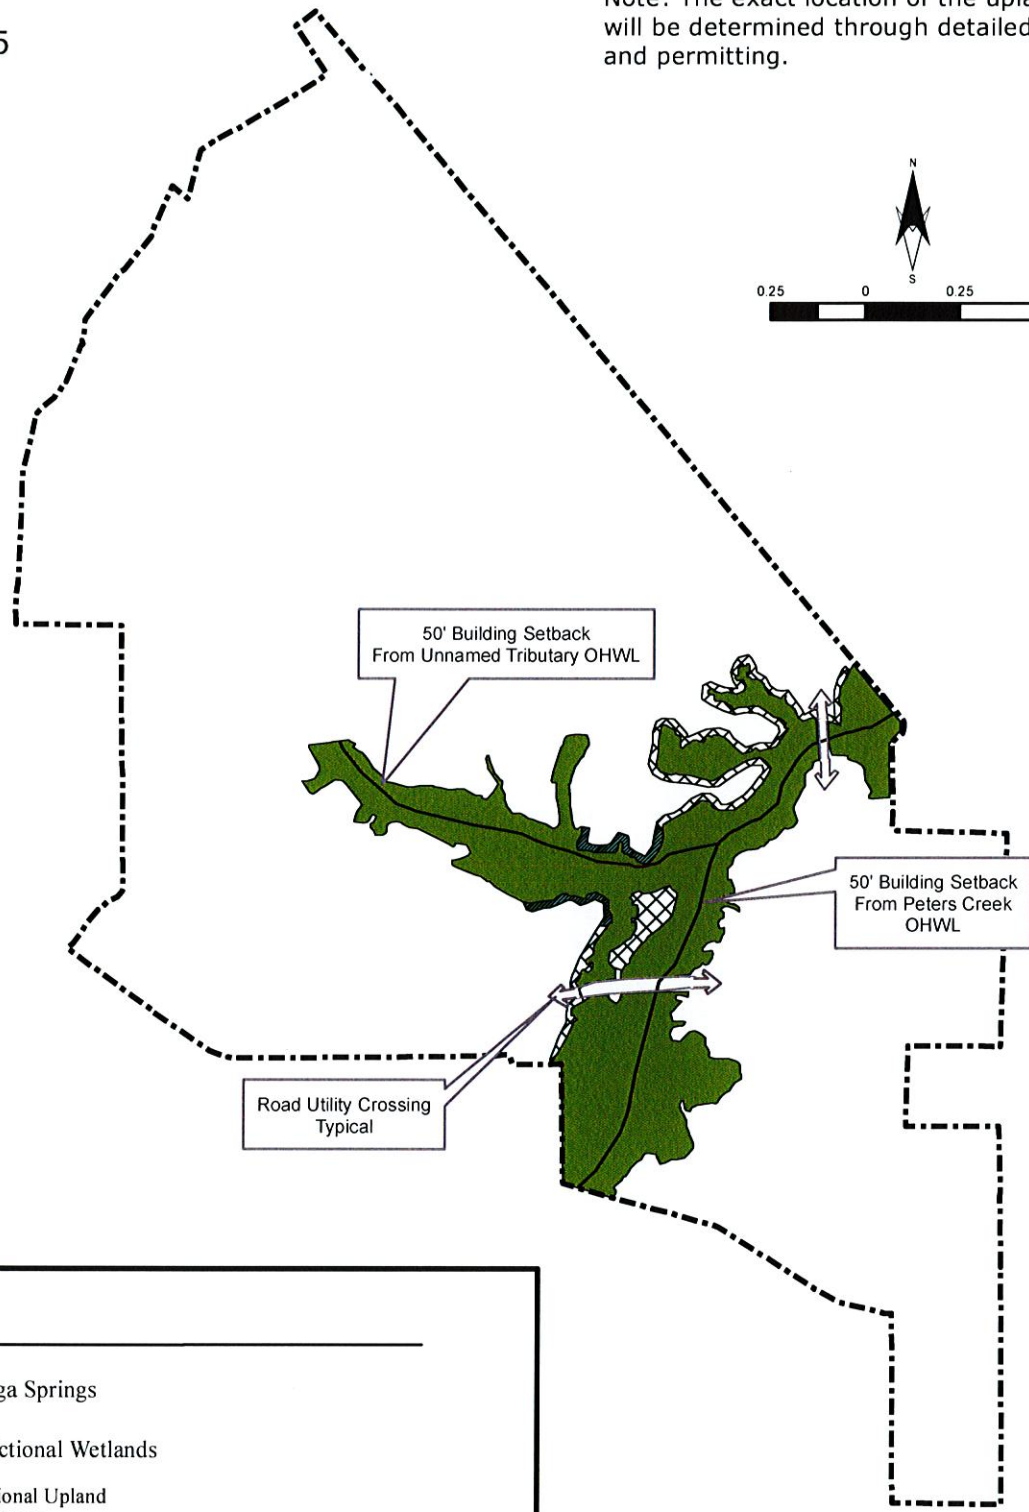 5
Note: The exact location of the
will be determined through detailed
and permitting.
N
S
0.25 0 0.25
50' Building Setback
From Unnamed Tributary OHWL
50' Building Setback
From Peters Creek
OHWL
Road Utility Crossing
Typical
ga Springs
ctional Wetlands
ional Upland